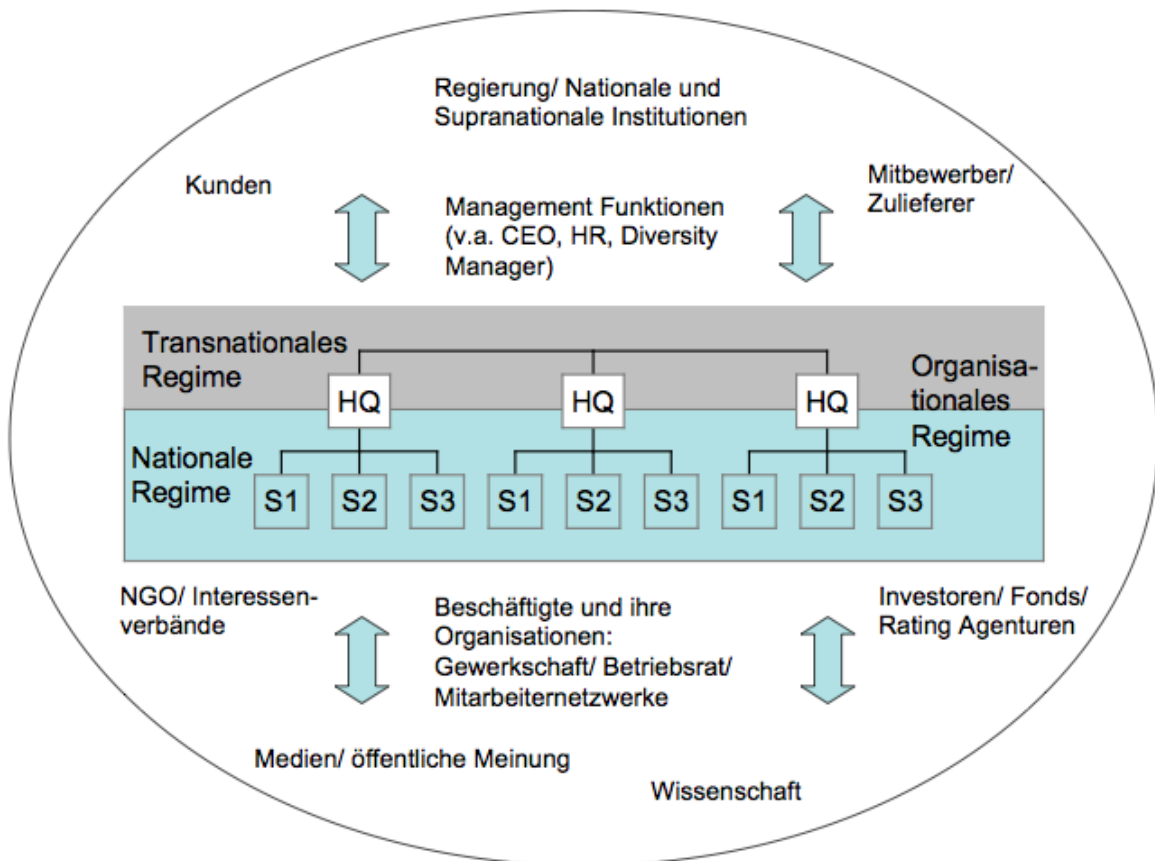 Regierung/ Nationale und
Supranationale Institutionen
Kunden
Mitbewerber/
Zulieferer
Management Funktionen
(v.a. CEO, HR, Diversity
Manager)
Transnationales
Regime
HQ HQ HQ
Organisa-
tionales
Regime
Nationale
Regime
S1 S2 S3 S1 S2 S3 S1 S2 S3
NGO/ Interessen-
verbände
Beschäftigte und ihre
Organisationen:
Gewerkschaft/ Betriebsrat/
Mitarbeiternetzwerke
Investoren/ Fonds/
Rating Agenturen
Medien/ öffentliche Meinung
Wissenschaft